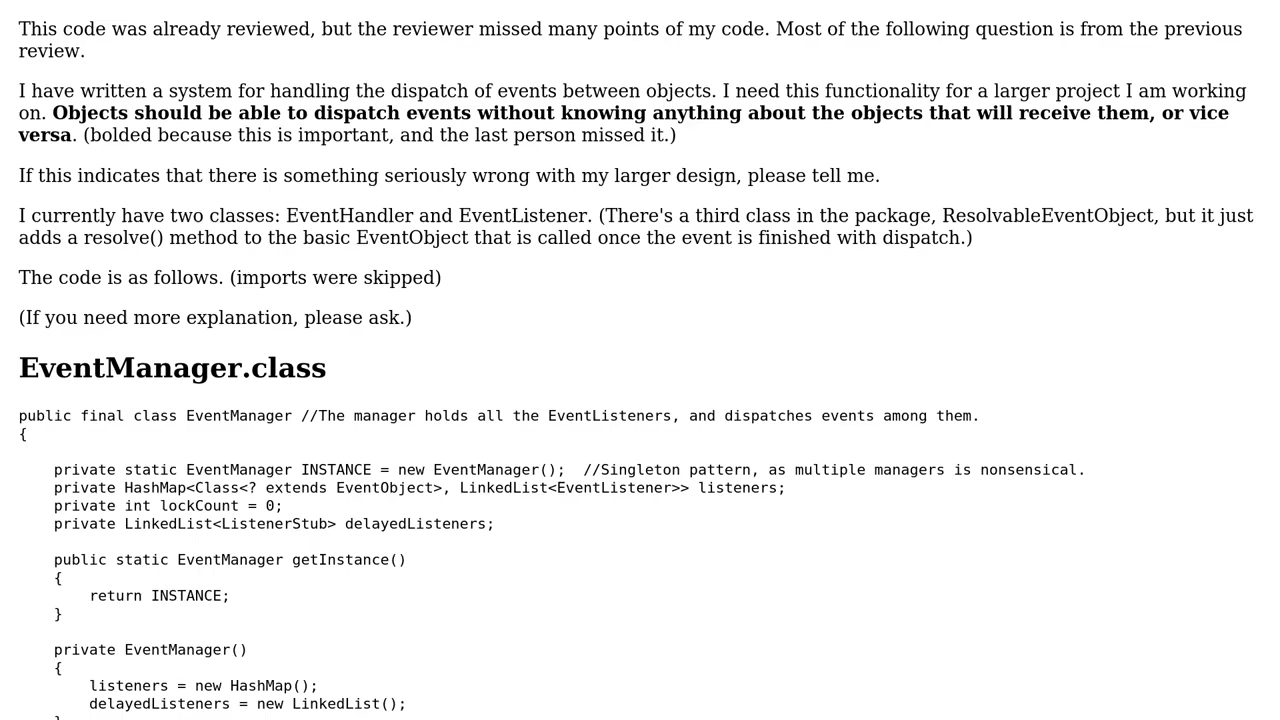 This code was already reviewed, but the reviewer missed many points of my code. Most of the following question is from the previous
review.
I have written a system for handling the dispatch of events between objects. I need this functionality for a larger project I am working
on. Objects should be able to dispatch events without knowing anything about the objects that will receive them, or vice
versa. (bolded because this is important, and the last person missed it.)
If this indicates that there is something seriously wrong with my larger design, please tell me.
I currently have two classes: EventHandler and EventListener. (There's a third class in the package, ResolvableEventObject, but it just
adds a resolve() method to the basic EventObject that is called once the event is finished with dispatch.)
The code is as follows. (imports were skipped)
(If you need more explanation, please ask.)
EventManager.class
public final class EventManager //The manager holds all the EventListeners, and dispatches events among them.
{
    private static EventManager INSTANCE = new EventManager();  //Singleton pattern, as multiple managers is nonsensical.
    private HashMap<Class<? extends EventObject>, LinkedList<EventListener>> listeners;
    private int lockCount = 0;
    private LinkedList<ListenerStub> delayedListeners;
    public static EventManager getInstance()
    {
        return INSTANCE;
    }
    private EventManager()
    {
        listeners = new HashMap();
        delayedListeners = new LinkedList();